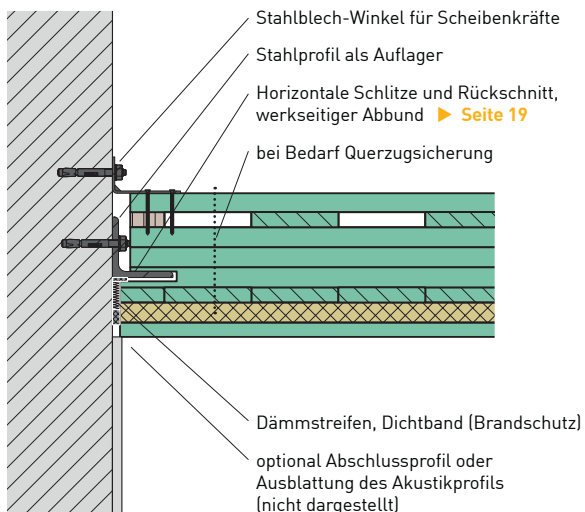 Stahlblech-Winkel für Scheibenkräfte
Stahlprofil als Auflager
Horizontale Schlitze und Rückschnitt,
werkseitiger Abbund ▶ Seite 19
bei Bedarf Querzugsicherung
Dämmstreifen, Dichtband (Brandschutz)
optional Abschlussprofil oder
Ausblattung des Akustikprofils
(nicht dargestellt)